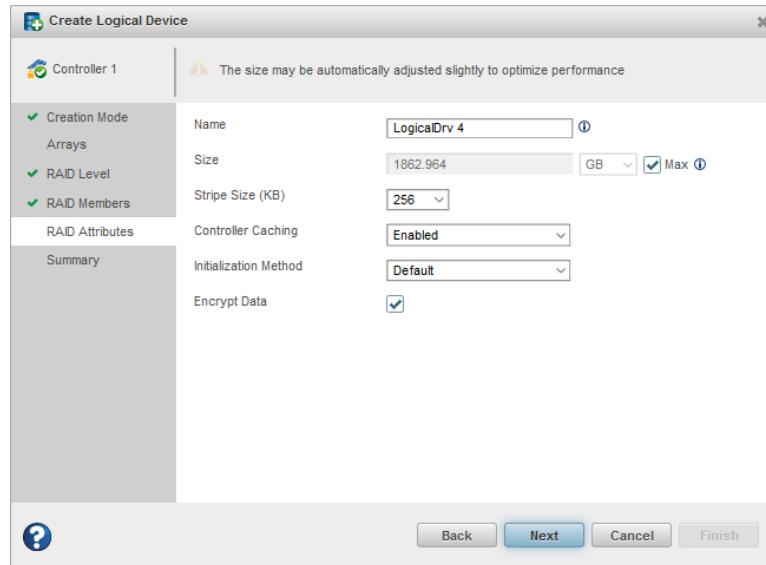 Create Logical Device
Controller 1
The size may be automatically adjusted slightly to optimize performance
Creation Mode
Arrays
RAID Level
RAID Members
RAID Attributes
Summary
Name LogicalDrv 4
Size 1862.964 GB Max
Stripe Size (KB) 256
Controller Caching Enabled
Initialization Method Default
Encrypt Data
Back Next Cancel Finish